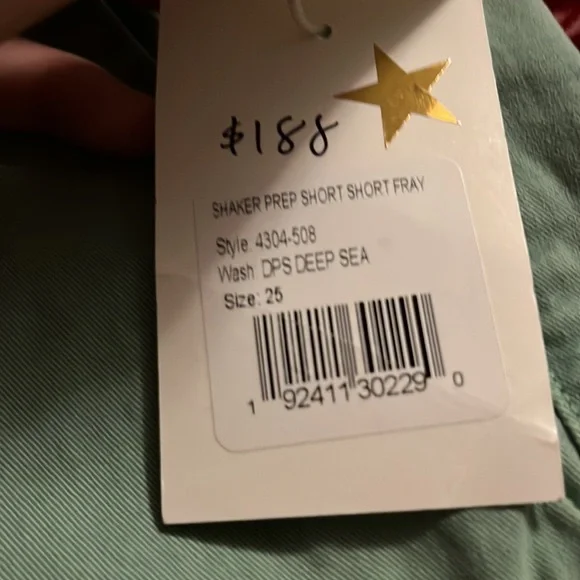 $188
SHAKER PREP SHORT SHORT FRAY
Style 4304-508
Wash DPS DEEP SEA
Size: 25
1 92411 30229 0